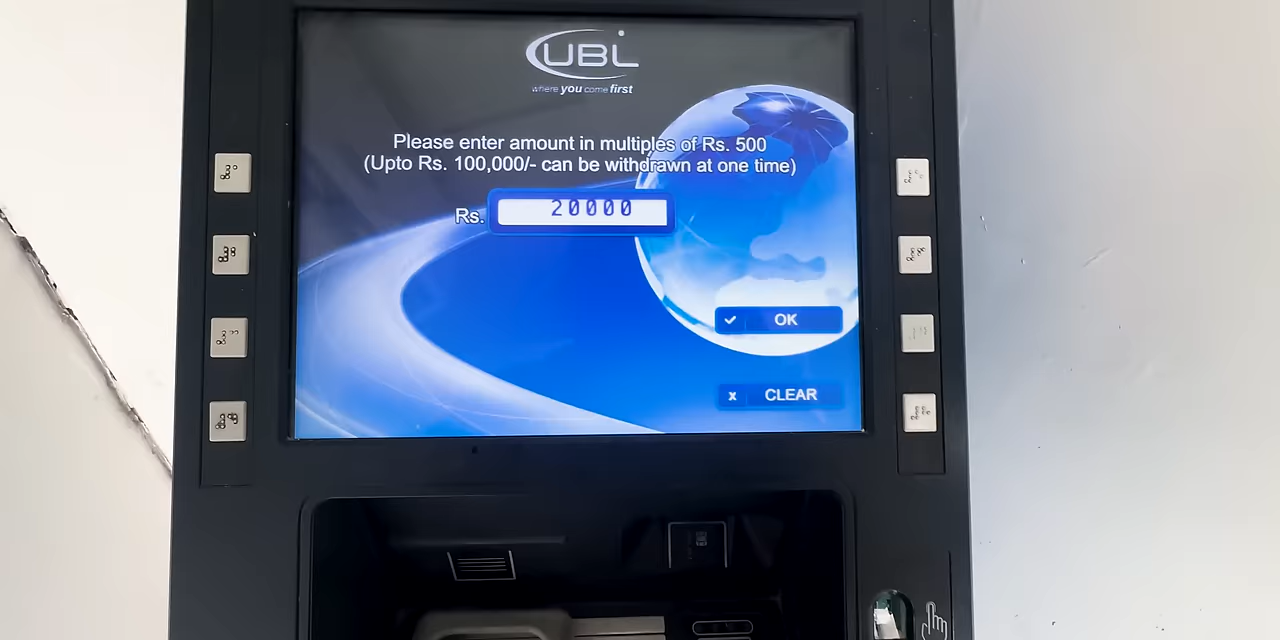 UBL
where you come first
Please enter amount in multiples of Rs. 500
(Upto Rs. 100,000/- can be withdrawn at one time)
Rs. 20000
OK
x CLEAR